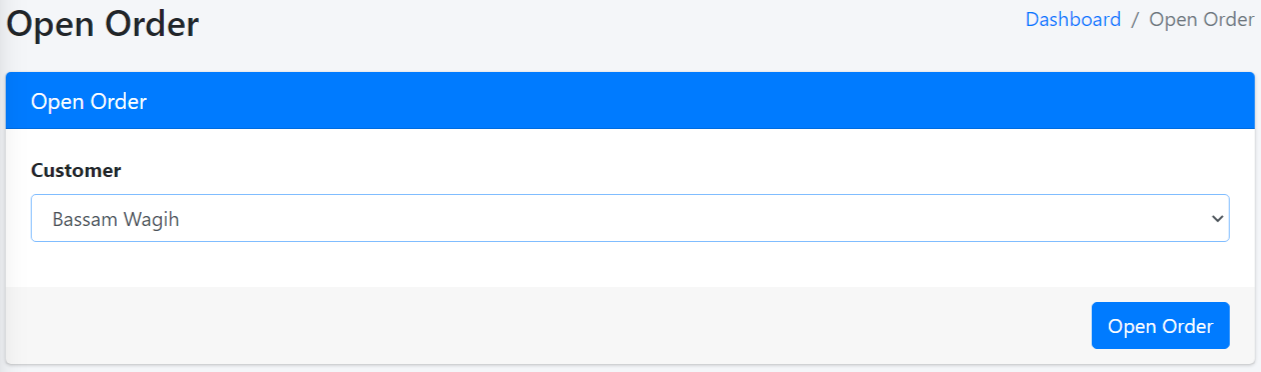 Open Order
Dashboard / Open Order
Open Order
Customer
Bassam Wagih
Open Order